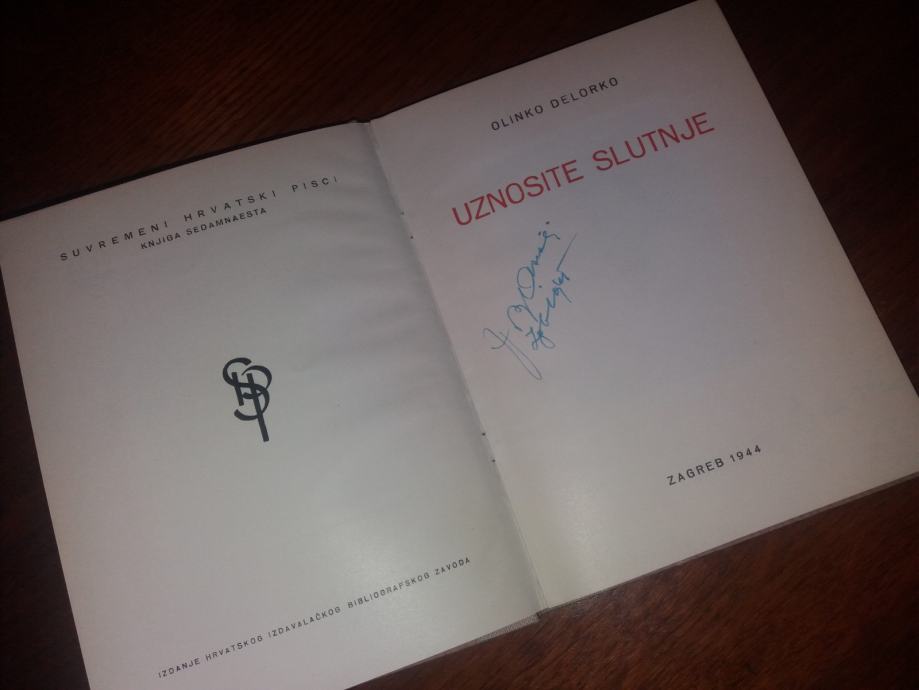 SUVREMENI HRVATSKI PISCI
KNJIGA SEDAMNAESTA
IZDANJE HRVATSKOG IZDAVALAČKOG BIBLIOGRAFSKOG ZAVODA
OLINKO DELORKO
UZNOSITE SLUTNJE
ZAGREB 1944